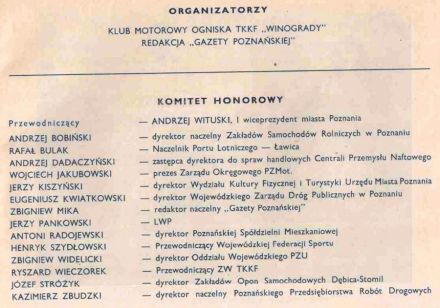 ORGANIZATORZY
KLUB MOTOROWY OGNISKA TKKF „WINOGRADY"
REDAKCJA „GAZETY POZNAŃSKIEJ"
KOMITET HONOROWY
Przewodniczący — ANDRZEJ WITUSKI, I wiceprezydent miasta Poznania
ANDRZEJ BOBIŃSKI — dyrektor naczelny Zakładów Samochodów Rolniczych w Poznaniu
RAFAŁ BULAK — Naczelnik Portu Lotniczego — Ławica
ANDRZEJ DADACZYŃSKI — zastępca dyrektora do spraw handlowych Centrali Przemysłu Naftowego
WOJCIECH JAKUBOWSKI — prezes Zarządu Okręgowego PZMot.
JERZY KISZYŃSKI — dyrektor Wydziału Kultury Fizycznej i Turystyki Urzędu Miasta Poznania
EUGENIUSZ KWIATKOWSKI — dyrektor Wojewódzkiego Zarządu Dróg Publicznych w Poznaniu
ZBIGNIEW MIKA — redaktor naczelny „Gazety Poznańskiej"
JERZY PANKOWSKI — LWP
ANTONI RADOJEWSKI — dyrektor Poznańskiej Spółdzielni Mieszkaniowej
HENRYK SZYDŁOWSKI — Przewodniczący Wojewódzkiej Federacji Sportu
ZBIGNIEW WIDELICKI — dyrektor Oddziału Wojewódzkiego PZU
RYSZARD WIECZOREK — Przewodniczący ZW TKKF
JÓZEF STRÓŻYK — dyrektor Zakładów Opon Samochodowych Dębica-Stomil
KAZIMIERZ ZBUDZKI — dyrektor naczelny Poznańskiego Przedsiębiorstwa Robót Drogowych